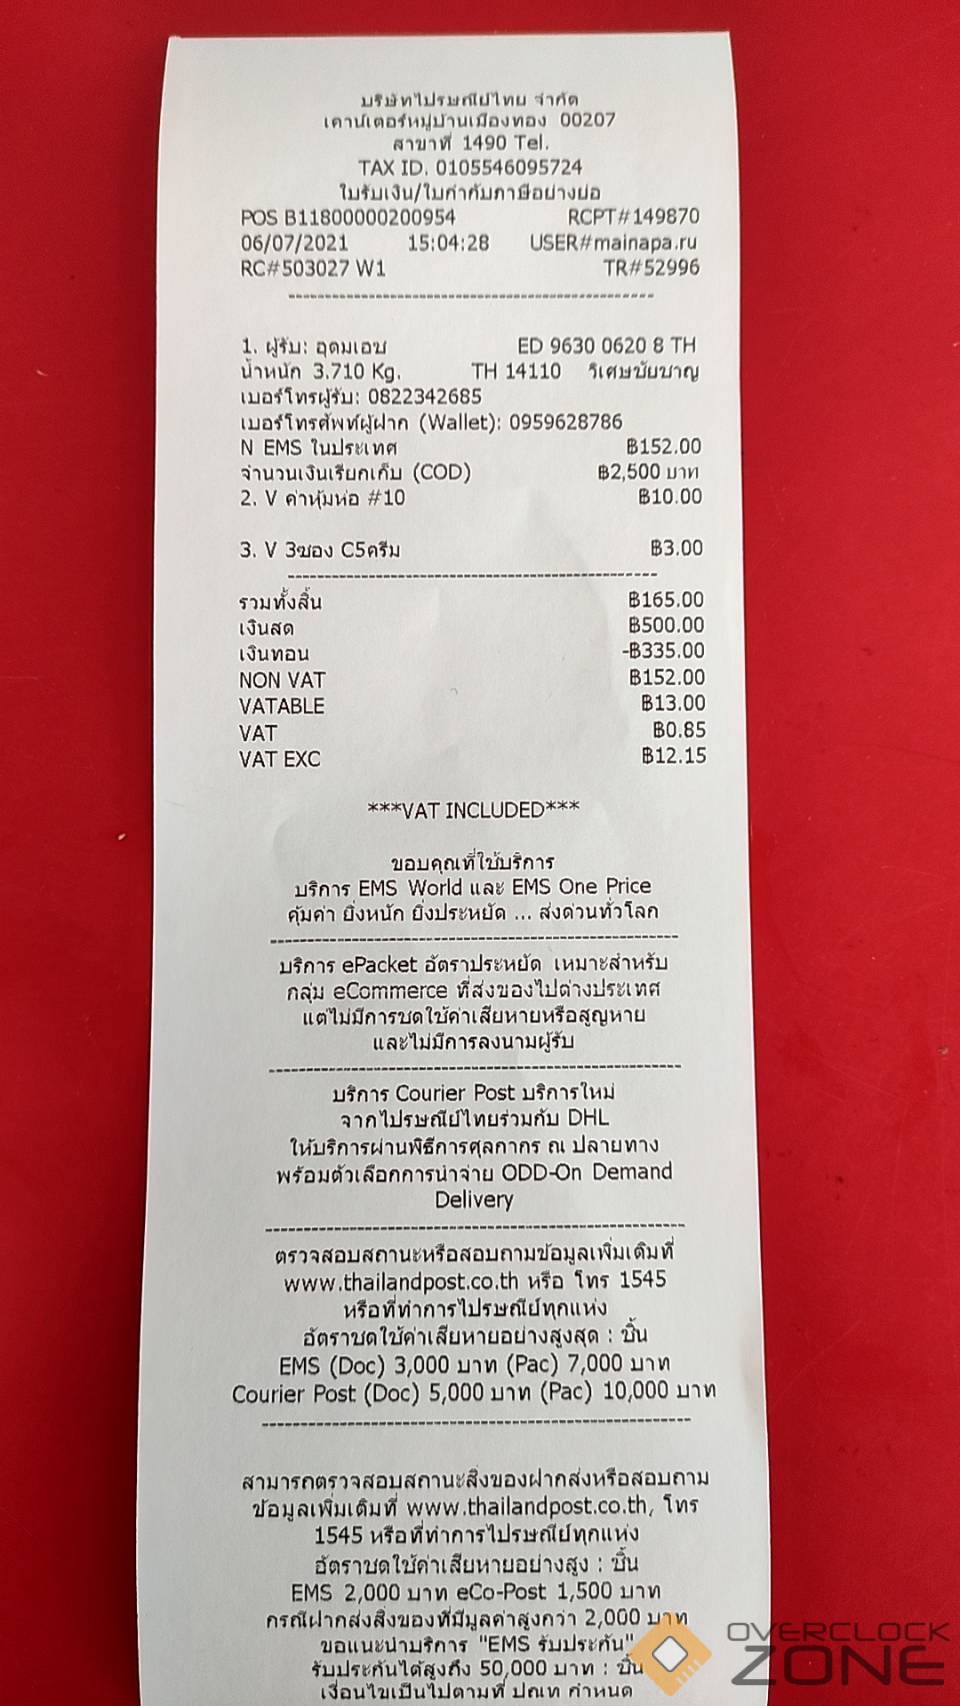 บริษัทไปรษณีย์ไทย จำกัด
เคาน์เตอร์หมู่บ้านเมืองทอง 00207
สาขาที่ 1490 Tel.
TAX ID. 0105546095724
ใบรับเงิน/ใบกำกับภาษีอย่างย่อ
POS B11800000200954 RCPT#149870
06/07/2021 15:04:28 USER#mainapa.ru
RC#503027 W1 TR#52996
1. ผู้รับ: อุดมเอช ED 9630 0620 8 TH
น้ำหนัก 3.710 Kg. TH 14110 วิเศษชัยชาญ
เบอร์โทรผู้รับ: 0822342685
เบอร์โทรศัพท์ผู้ฝาก (Wallet): 0959628786
N EMS ในประเทศ ฿152.00
จำนวนเงินเรียกเก็บ (COD) ฿2,500 บาท
2. V ค่าหุ้มห่อ #10 ฿10.00
3. V 3ซอง C5ครีม ฿3.00
รวมทั้งสิ้น ฿165.00
เงินสด ฿500.00
เงินทอน -฿335.00
NON VAT ฿152.00
VATABLE ฿13.00
VAT ฿0.85
VAT EXC ฿12.15
***VAT INCLUDED***
ขอบคุณที่ใช้บริการ
บริการ EMS World และ EMS One Price
คุ้มค่า ยิ่งหนัก ยิ่งประหยัด ... ส่งด่วนทั่วโลก
บริการ ePacket อัตราประหยัด เหมาะสำหรับ
กลุ่ม eCommerce ที่ส่งของไปต่างประเทศ
แต่ไม่มีการชดใช้ค่าเสียหายหรือสูญหาย
และไม่มีการลงนามผู้รับ
บริการ Courier Post บริการใหม่
จากไปรษณีย์ไทยร่วมกับ DHL
ให้บริการผ่านพิธีการศุลกากร ณ ปลายทาง
พร้อมตัวเลือกการนำจ่าย ODD-On Demand
Delivery
ตรวจสอบสถานะหรือสอบถามข้อมูลเพิ่มเติมที่
www.thailandpost.co.th หรือ โทร 1545
หรือที่ทำการไปรษณีย์ทุกแห่ง
อัตราชดใช้ค่าเสียหายอย่างสูงสุด : ชิ้น
EMS (Doc) 3,000 บาท (Pac) 7,000 บาท
Courier Post (Doc) 5,000 บาท (Pac) 10,000 บาท
สามารถตรวจสอบสถานะสิ่งของฝากส่งหรือสอบถาม
ข้อมูลเพิ่มเติมที่ www.thailandpost.co.th, โทร
1545 หรือที่ทำการไปรษณีย์ทุกแห่ง
อัตราชดใช้ค่าเสียหายอย่างสูง : ชิ้น
EMS 2,000 บาท eCo-Post 1,500 บาท
กรณีฝากส่งสิ่งของที่มีมูลค่าสูงกว่า 2,000 บาท
ขอแนะนำบริการ "EMS รับประกัน"
รับประกันได้สูงถึง 50,000 บาท : ชิ้น
เงื่อนไขเป็นไปตามที่ ปณท กำหนด
OVERCLOCK
ZONE